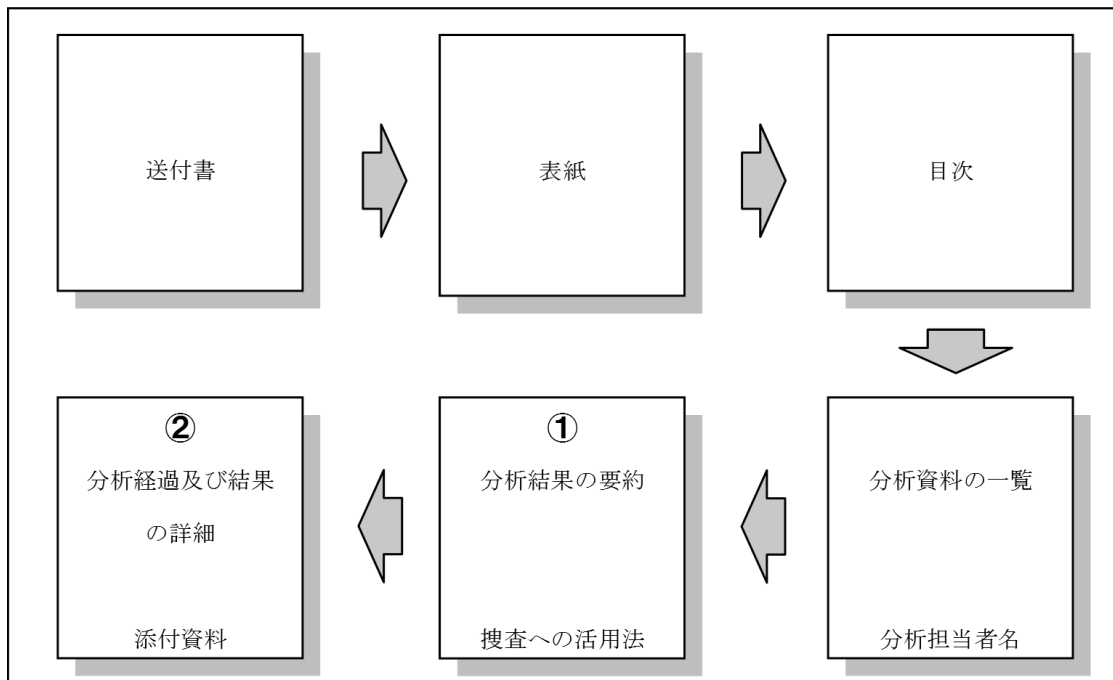 送付書
表紙
目次
分析資料の一覧
分析担当者名
①
分析結果の要約
捜査への活用法
②
分析経過及び結果
の詳細
添付資料